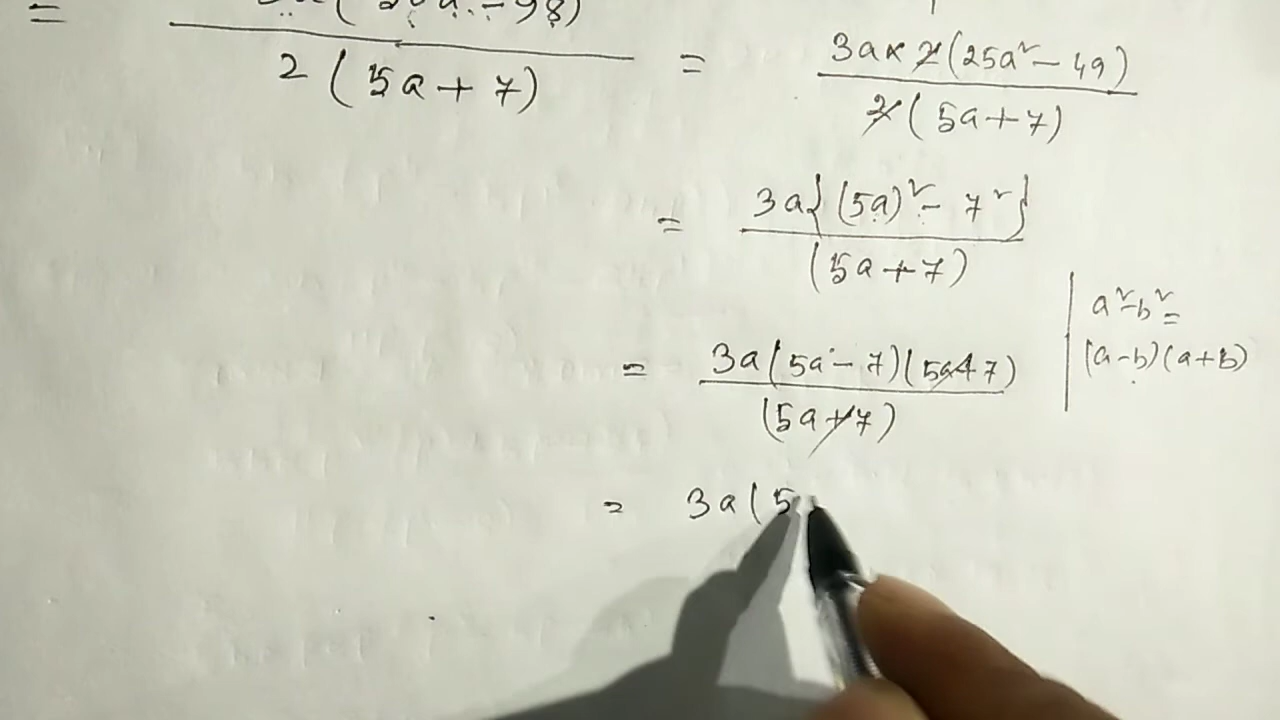 =
2 ( 5a + 7 )
= 3a × 2 (25a² - 49)
2 ( 5a + 7 )
= 3a { (5a)² - 7² }
(5a + 7)
a² - b² =
(a - b) (a + b)
= 3a (5a - 7) (5a + 7)
(5a + 7)
= 3a ( 5